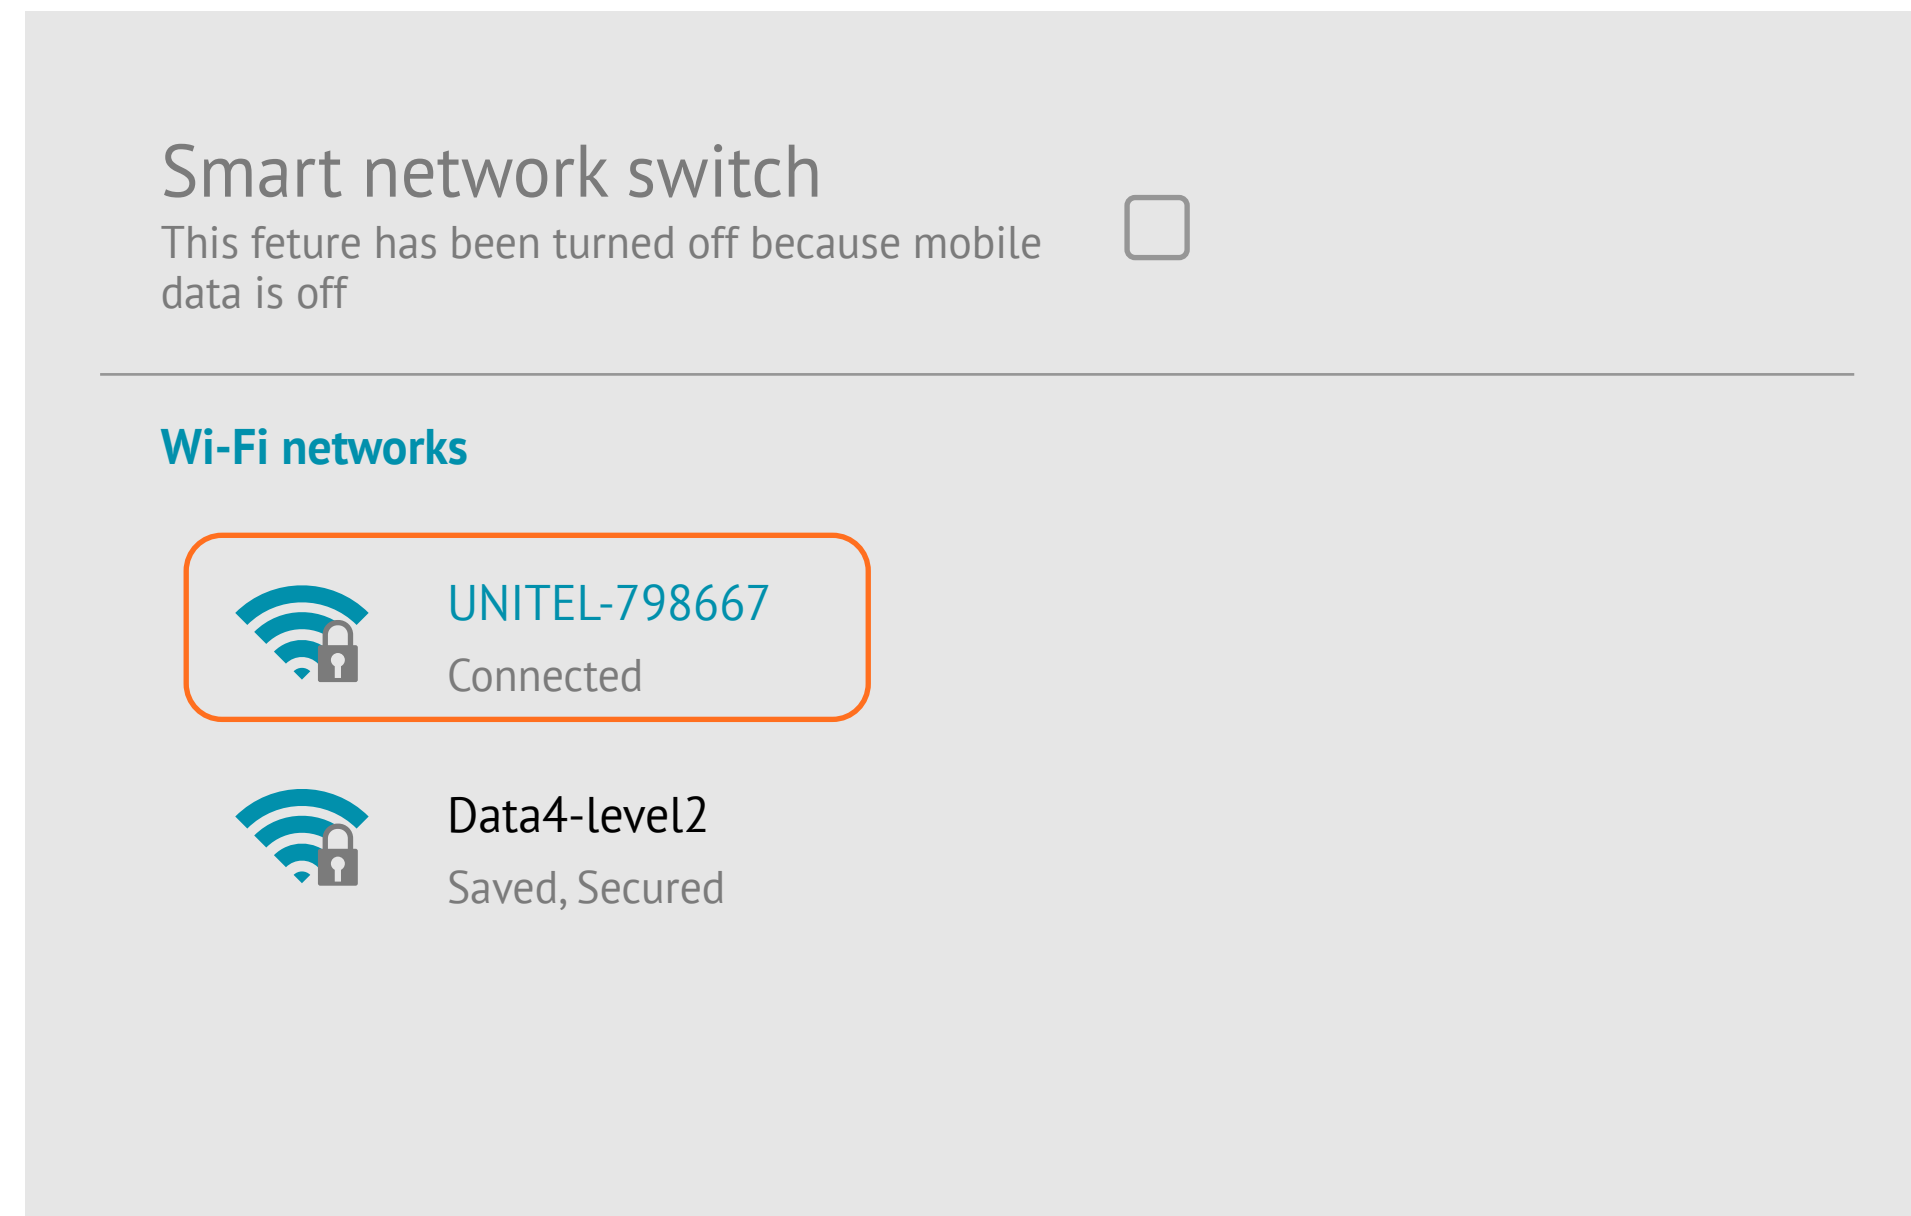 Smart network switch
This feture has been turned off because mobile
data is off
Wi-Fi networks
UNITEL-798667
Connected
Data4-level2
Saved, Secured